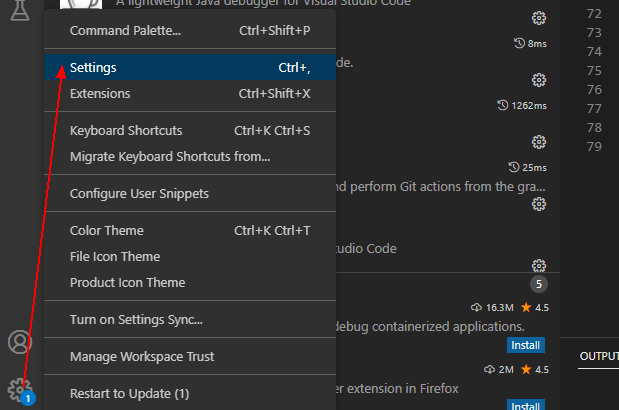 A lightweight Java debugger for Visual Studio Code
Command Palette... Ctrl+Shift+P
Settings Ctrl+,
Extensions Ctrl+Shift+X
Keyboard Shortcuts Ctrl+K Ctrl+S
Migrate Keyboard Shortcuts from...
Configure User Snippets
Color Theme Ctrl+K Ctrl+T
File Icon Theme
Product Icon Theme
Turn on Settings Sync...
Manage Workspace Trust
Restart to Update (1)
1
8ms
de.
1262ms
25ms
nd perform Git actions from the gra...
tudio Code
5
16.3M 4.5
debug containerized applications.
Install
2M 4.5
er extension in Firefox
Install
72
73
74
75
76
77
78
79
OUTPUT